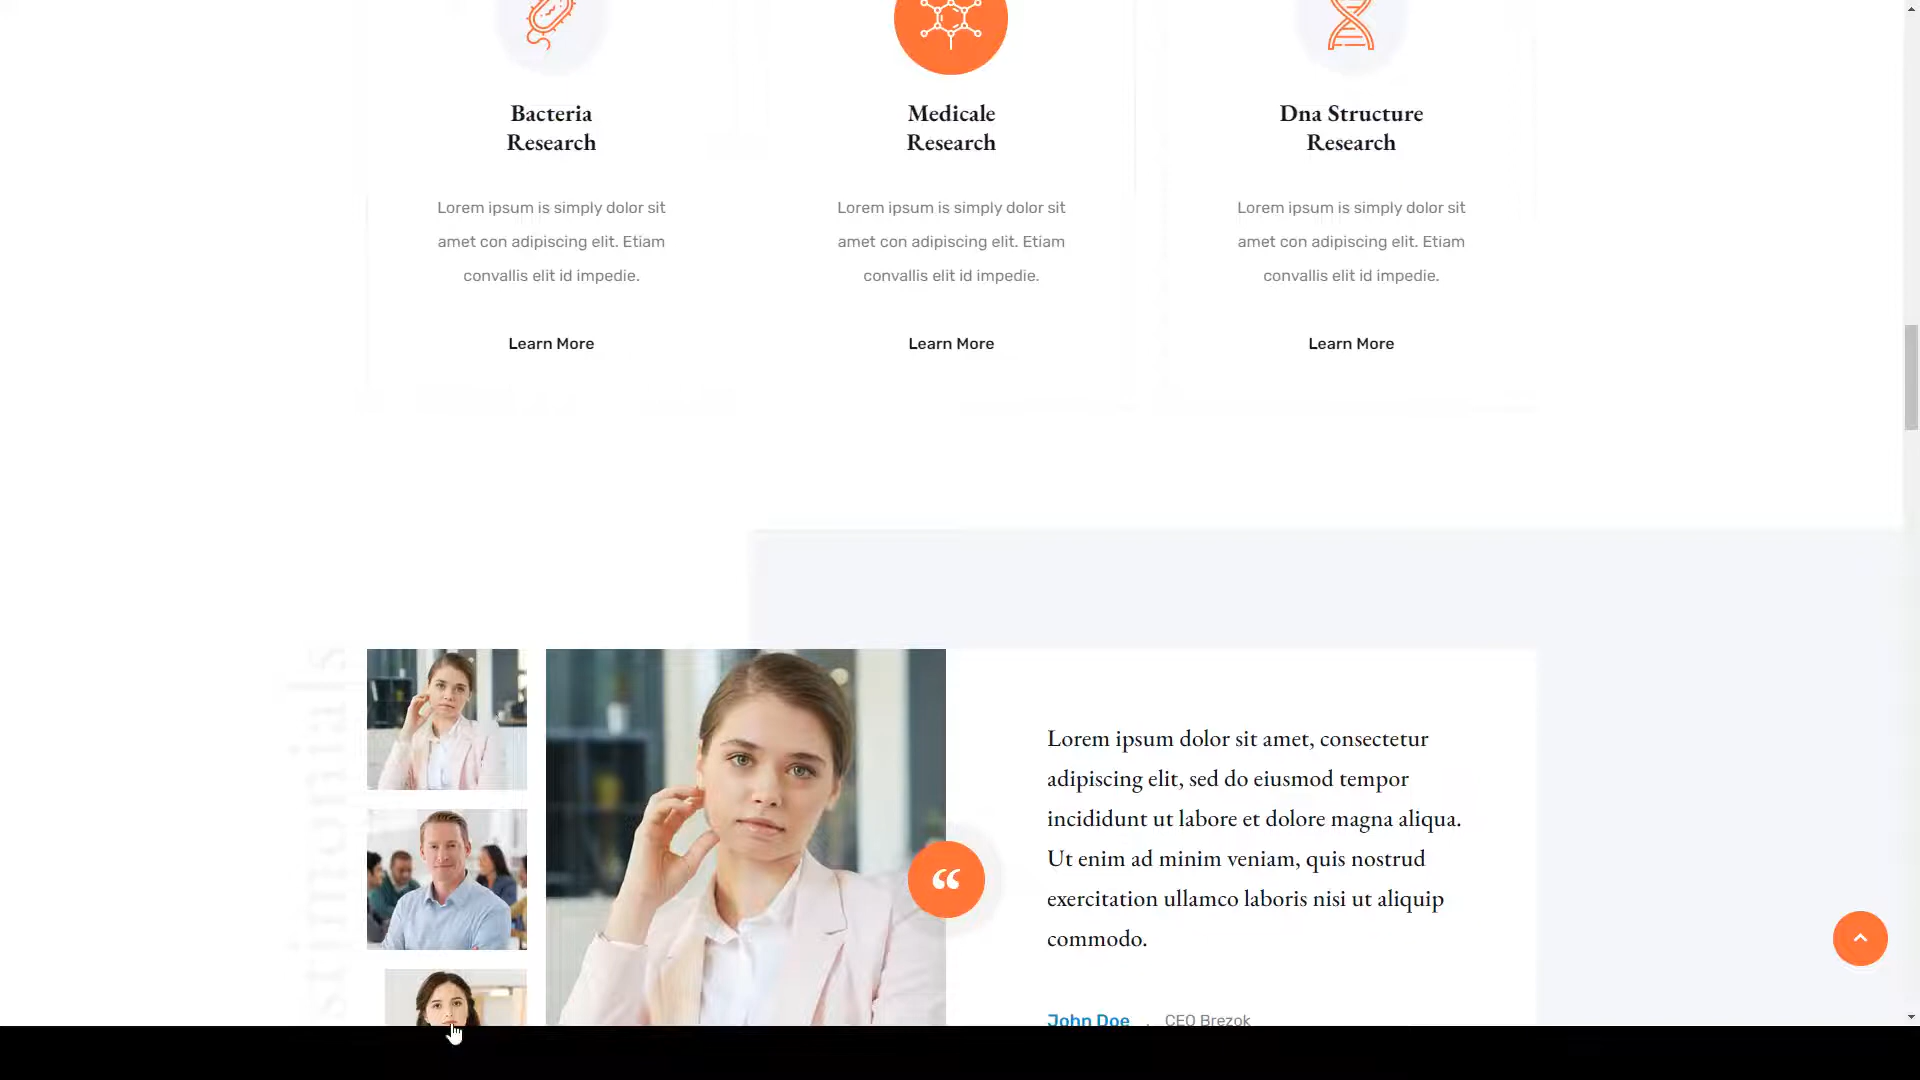 Bacteria
Research
Lorem ipsum is simply dolor sit
amet con adipiscing elit. Etiam
convallis elit id impedie.
Learn More
Medicale
Research
Lorem ipsum is simply dolor sit
amet con adipiscing elit. Etiam
convallis elit id impedie.
Learn More
Dna Structure
Research
Lorem ipsum is simply dolor sit
amet con adipiscing elit. Etiam
convallis elit id impedie.
Learn More
stimonials
“
Lorem ipsum dolor sit amet, consectetur
adipiscing elit, sed do eiusmod tempor
incididunt ut labore et dolore magna aliqua.
Ut enim ad minim veniam, quis nostrud
exercitation ullamco laboris nisi ut aliquip
commodo.
John Doe . CEO Brezok